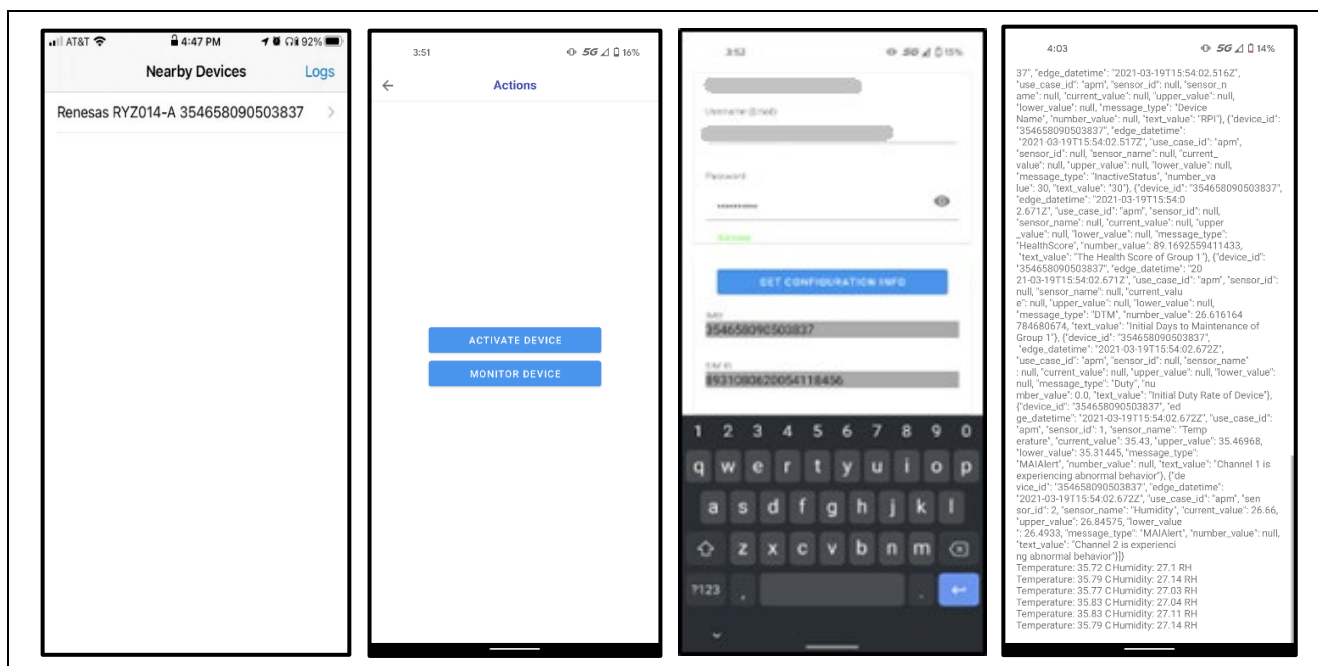 AT&T 4:47 PM 92%
Nearby Devices Logs
Renesas RYZ014-A 354658090503837
3:51 5G 16%
Actions
ACTIVATE DEVICE
MONITOR DEVICE
3:53 5G 15%
Username (Email)
Password
Success
GET CONFIGURATION INFO
IMEI
354658090503837
SIM ID
8931080620054118456
1 2 3 4 5 6 7 8 9 0
q w e r t y u i o p
a s d f g h j k l
z x c v b n m
?123 , .
4:03 5G 14%
37", "edge_datetime": "2021-03-19T15:54:02.516Z",
"use_case_id": "apm", "sensor_id": null, "sensor_n
ame": null, "current_value": null, "upper_value": null,
"lower_value": null, "message_type": "Device
Name", "number_value": null, "text_value": "RPI"}, {"device_id":
"354658090503837", "edge_datetime":
"2021-03-19T15:54:02.517Z", "use_case_id": "apm",
"sensor_id": null, "sensor_name": null, "current_
value": null, "upper_value": null, "lower_value": null,
"message_type": "InactiveStatus", "number_va
lue": 30, "text_value": "30"}, {"device_id": "354658090503837",
"edge_datetime": "2021-03-19T15:54:0
2.671Z", "use_case_id": "apm", "sensor_id": null,
"sensor_name": null, "current_value": null, "upper
_value": null, "lower_value": null, "message_type":
"HealthScore", "number_value": 89.1692559411433,
"text_value": "The Health Score of Group 1"}, {"device_id":
"354658090503837", "edge_datetime": "20
21-03-19T15:54:02.671Z", "use_case_id": "apm", "sensor_id":
null, "sensor_name": null, "current_valu
e": null, "upper_value": null, "lower_value": null,
"message_type": "DTM", "number_value": 26.616164
784680674, "text_value": "Initial Days to Maintenance of
Group 1"}, {"device_id": "354658090503837",
"edge_datetime": "2021-03-19T15:54:02.672Z",
"use_case_id": "apm", "sensor_id": null, "sensor_name"
: null, "current_value": null, "upper_value": null, "lower_value":
null, "message_type": "Duty", "nu
mber_value": 0.0, "text_value": "Initial Duty Rate of Device"},
{"device_id": "354658090503837", "ed
ge_datetime": "2021-03-19T15:54:02.672Z", "use_case_id":
"apm", "sensor_id": 1, "sensor_name": "Temp
erature", "current_value": 35.43, "upper_value": 35.46968,
"lower_value": 35.31445, "message_type":
"MAIAlert", "number_value": null, "text_value": "Channel 1 is
experiencing abnormal behavior"}, {"de
vice_id": "354658090503837", "edge_datetime":
"2021-03-19T15:54:02.672Z", "use_case_id": "apm", "sen
sor_id": 2, "sensor_name": "Humidity", "current_value": 26.66,
"upper_value": 26.84575, "lower_value
": 26.4933, "message_type": "MAIAlert", "number_value": null,
"text_value": "Channel 2 is experienci
ng abnormal behavior"}]}
Temperature: 35.72 C Humidity: 27.1 RH
Temperature: 35.79 C Humidity: 27.14 RH
Temperature: 35.77 C Humidity: 27.03 RH
Temperature: 35.83 C Humidity: 27.04 RH
Temperature: 35.83 C Humidity: 27.11 RH
Temperature: 35.79 C Humidity: 27.14 RH